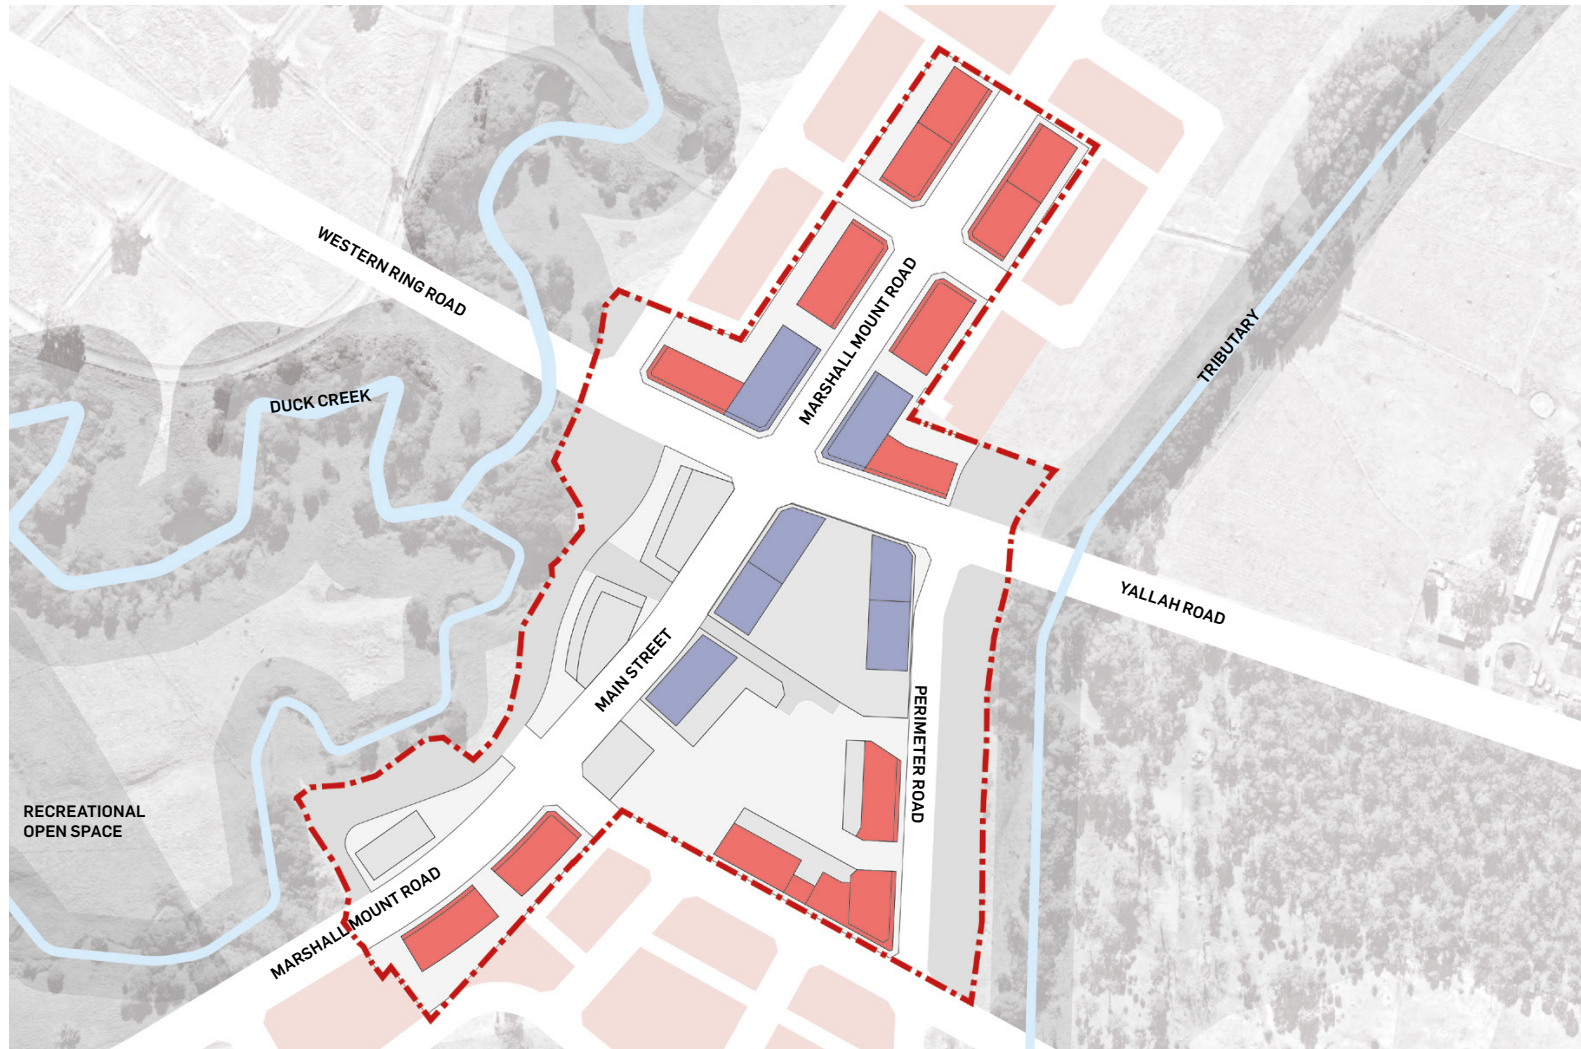 WESTERN RING ROAD
MARSHALL MOUNT ROAD
TRIBUTARY
DUCK CREEK
YALLAH ROAD
MAIN STREET
PERIMETER ROAD
RECREATIONAL
OPEN SPACE
MARSHALL MOUNT ROAD